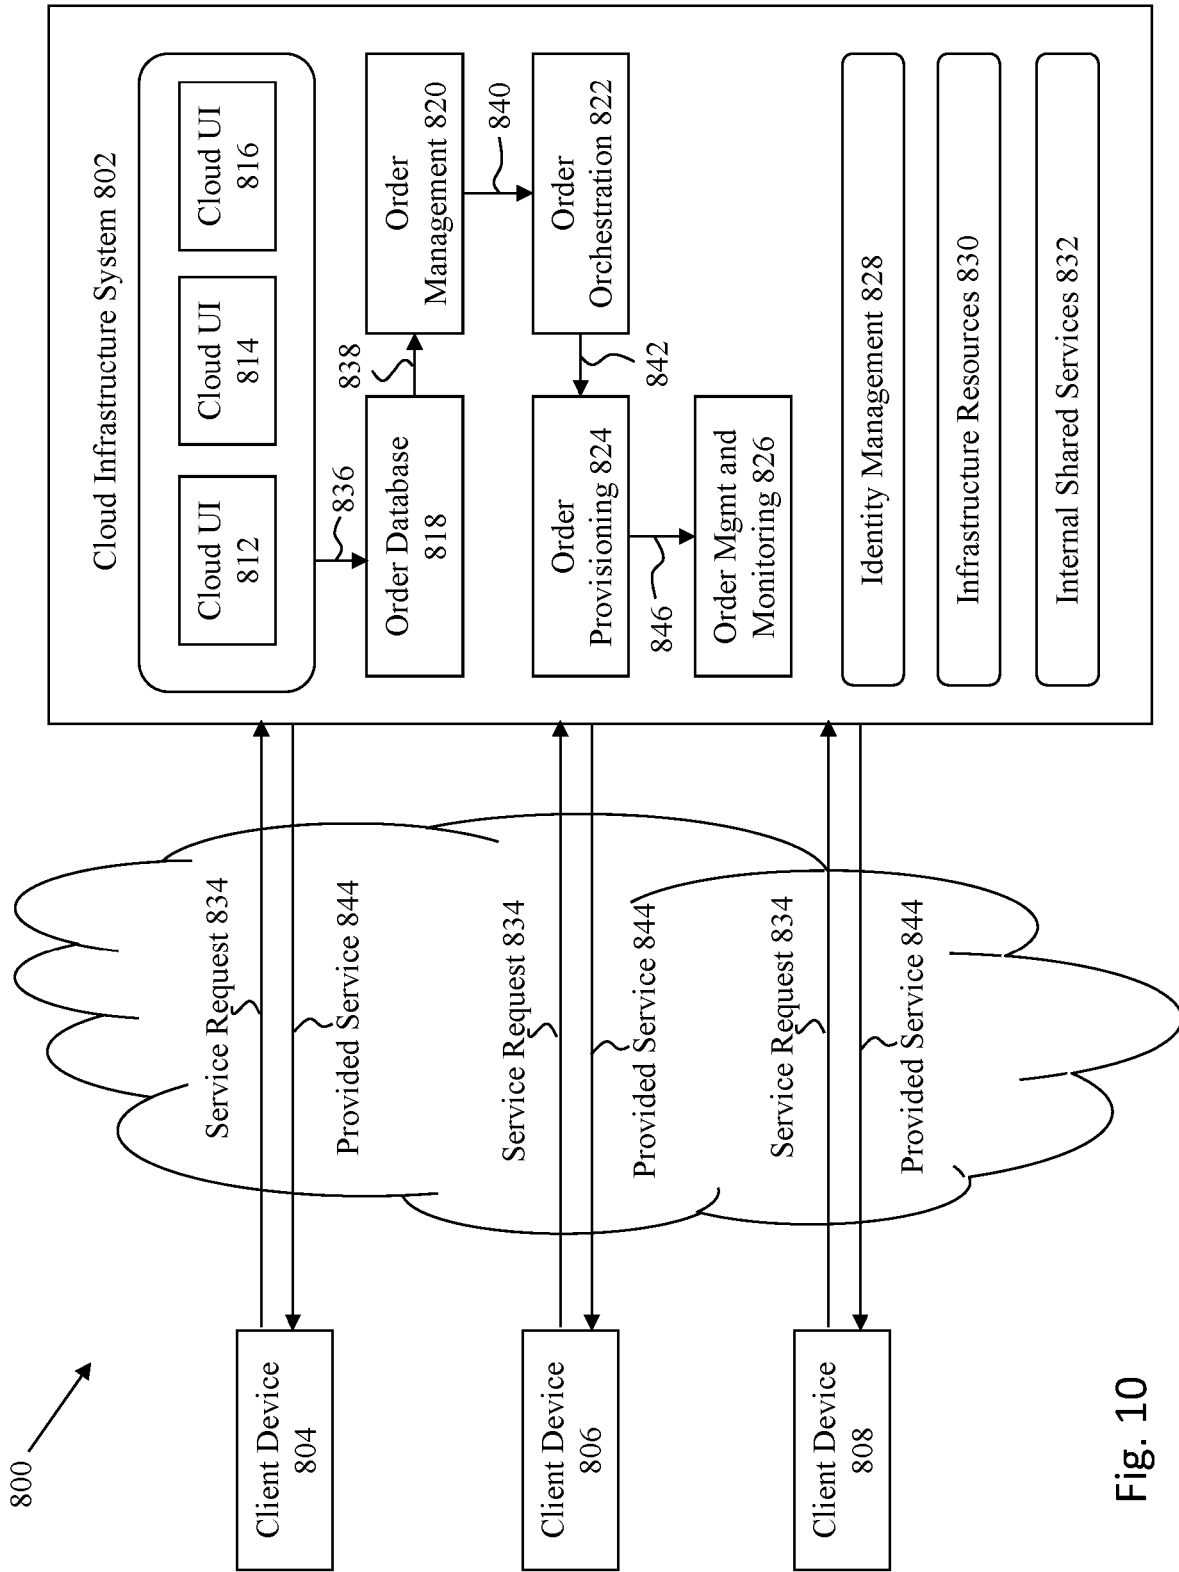 800
Cloud Infrastructure System 802
Cloud UI
812
Cloud UI
814
Cloud UI
816
836
Order Database
818
838
Order
Management 820
840
Order
Orchestration 822
842
Order
Provisioning 824
846
Order Mgmt and
Monitoring 826
Identity Management 828
Infrastructure Resources 830
Internal Shared Services 832
Client Device
804
Service Request 834
Provided Service 844
Client Device
806
Service Request 834
Provided Service 844
Client Device
808
Service Request 834
Provided Service 844
Fig. 10